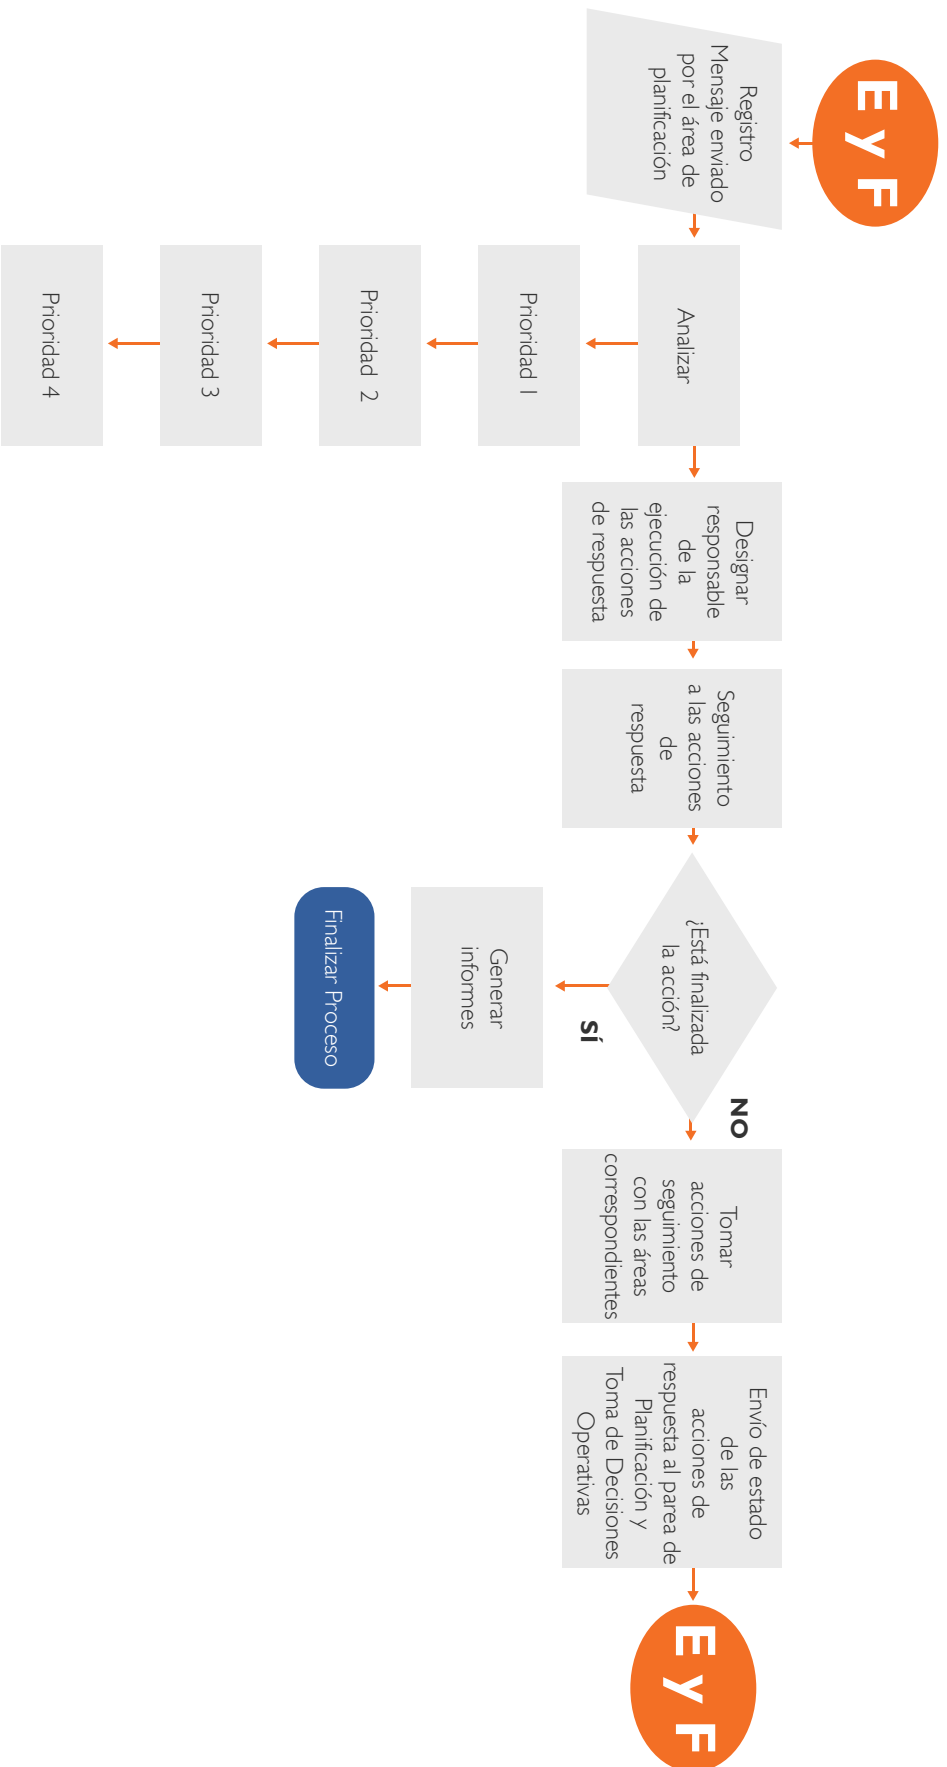 E y F
Registro
Mensaje enviado
por el área de
planificación
Analizar
Prioridad 1
Prioridad 2
Prioridad 3
Prioridad 4
Designar
responsable
de la
ejecución de
las acciones
de respuesta
Seguimiento
a las acciones
de
respuesta
¿Está finalizada
la acción?
SÍ
Generar
informes
Finalizar Proceso
NO
Tomar
acciones de
seguimiento
con las áreas
correspondientes
Envío de estado
de las
acciones de
respuesta al parea de
Planificación y
Toma de Decisiones
Operativas
E y F